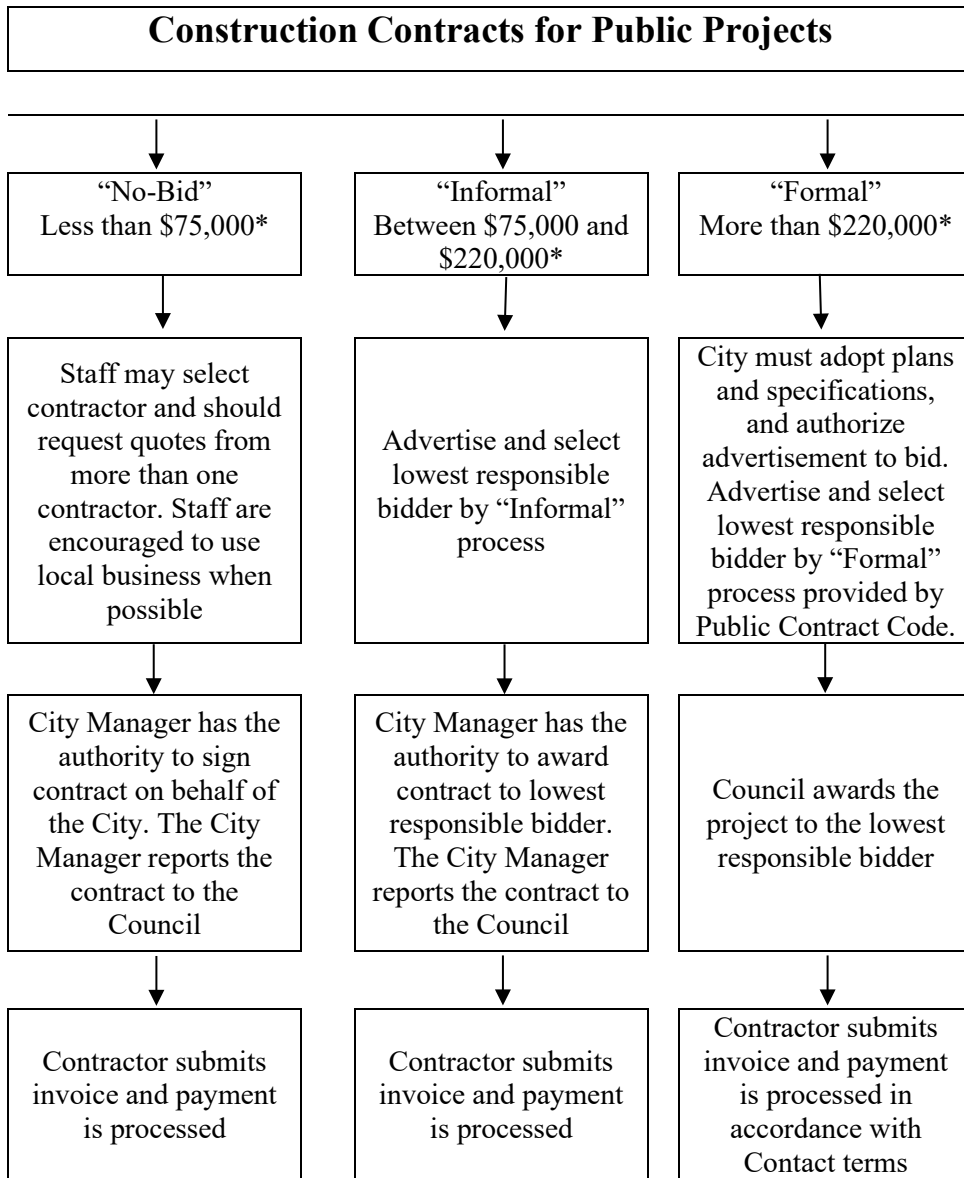 Construction Contracts for Public Projects
“No-Bid”
Less than $75,000*
“Informal”
Between $75,000 and
$220,000*
“Formal”
More than $220,000*
Staff may select
contractor and should
request quotes from
more than one
contractor. Staff are
encouraged to use
local business when
possible
Advertise and select
lowest responsible
bidder by “Informal”
process
City must adopt plans
and specifications,
and authorize
advertisement to bid.
Advertise and select
lowest responsible
bidder by “Formal”
process provided by
Public Contract Code.
City Manager has the
authority to sign
contract on behalf of
the City. The City
Manager reports the
contract to the
Council
City Manager has the
authority to award
contract to lowest
responsible bidder.
The City Manager
reports the contract to
the Council
Council awards the
project to the lowest
responsible bidder
Contractor submits
invoice and payment
is processed
Contractor submits
invoice and payment
is processed
Contractor submits
invoice and payment
is processed in
accordance with
Contact terms